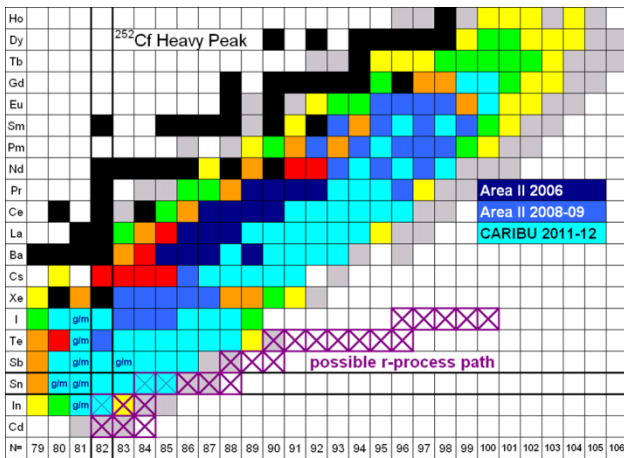 Ho
252Cf Heavy Peak
Dy
Tb
Gd
Eu
Sm
Pm
Nd
Pr
Area II 2006
Ce
Area II 2008-09
La
CARIBU 2011-12
Ba
Cs
Xe
I g/m
Te g/m
possible r-process path
Sb g/m g/m
Sn g/m g/m
In g/m
Cd
N= 79 80 81 82 83 84 85 86 87 88 89 90 91 92 93 94 95 96 97 98 99 100 101 102 103 104 105 106